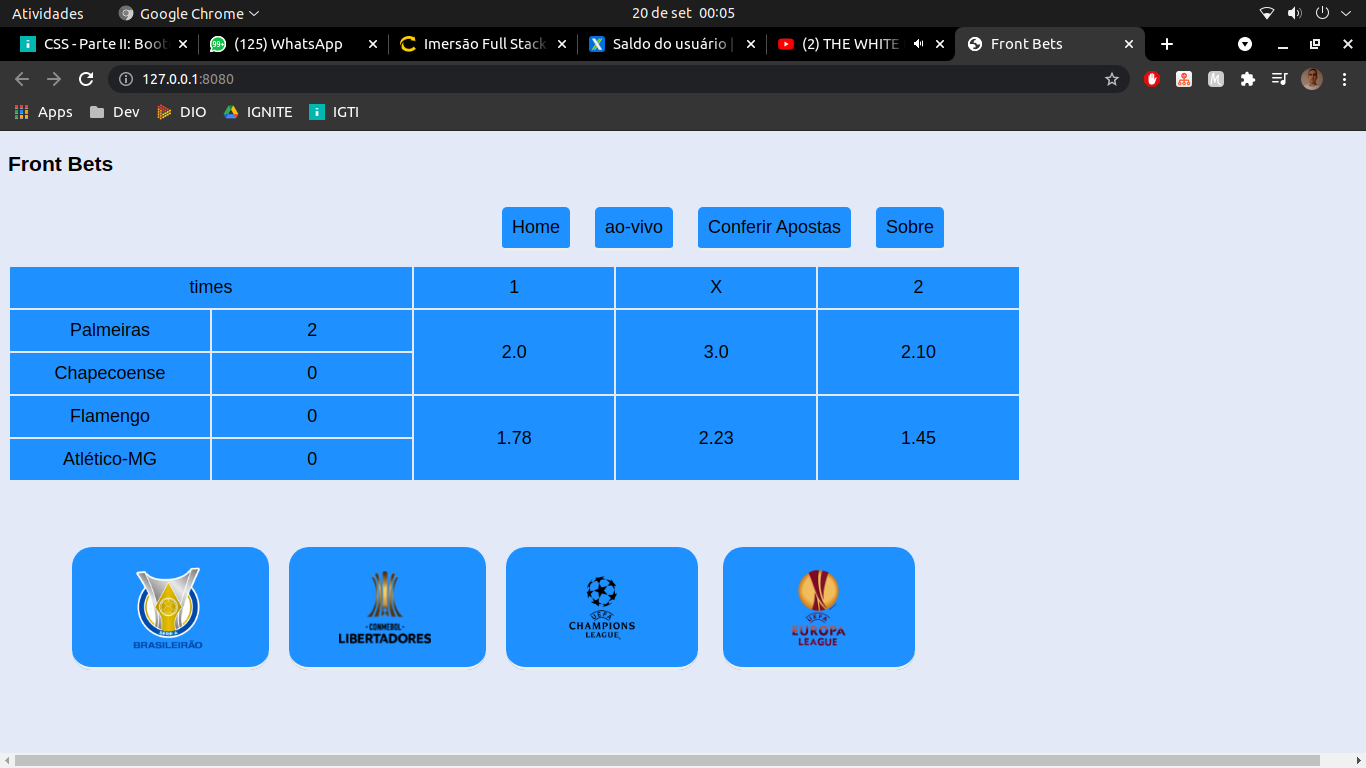 Atividades Google Chrome 20 de set 00:05
CSS - Parte II: Boot 99+ (125) WhatsApp Imersão Full Stack Saldo do usuário | (2) THE WHITE Front Bets
127.0.0.1:8080
Apps Dev DIO IGNITE IGTI
Front Bets
Home ao-vivo Conferir Apostas Sobre
times 1 X 2
Palmeiras 2 2.0 3.0 2.10
Chapecoense 0
Flamengo 0 1.78 2.23 1.45
Atlético-MG 0
SÉRIE A
BRASILEIRÃO
CONMEBOL
LIBERTADORES
UEFA
CHAMPIONS
LEAGUE
UEFA
EUROPA
LEAGUE